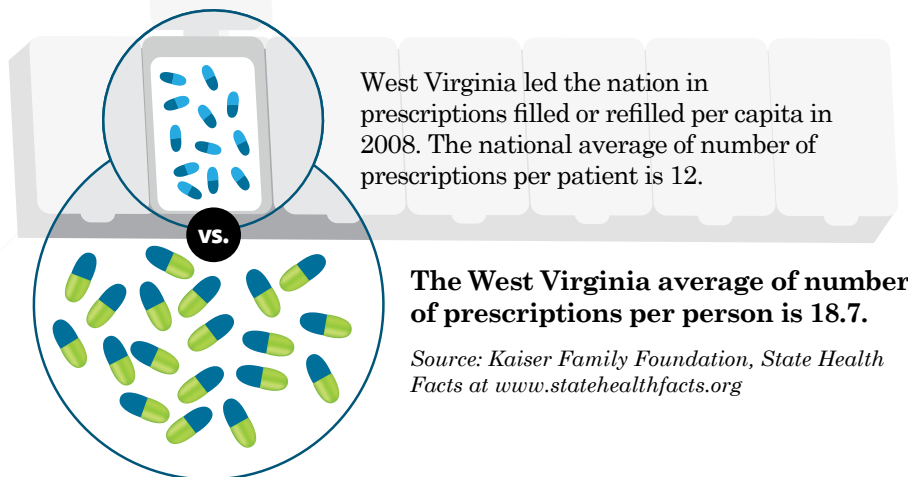 West Virginia led the nation in
prescriptions filled or refilled per capita in
2008. The national average of number of
prescriptions per patient is 12.
vs.
The West Virginia average of number
of prescriptions per person is 18.7.
Source: Kaiser Family Foundation, State Health
Facts at www.statehealthfacts.org